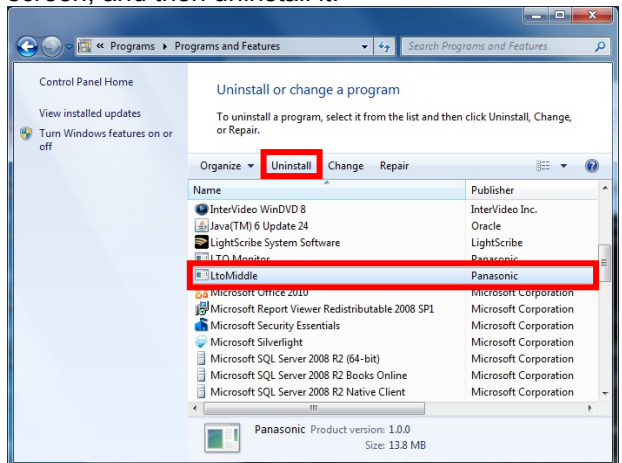 screen, and then uninstall it.
« Programs ▸ Programs and Features
Search Programs and Features
Control Panel Home
View installed updates
Turn Windows features on or
off
Uninstall or change a program
To uninstall a program, select it from the list and then click Uninstall, Change,
or Repair.
Organize Uninstall Change Repair
Name Publisher
InterVideo WinDVD 8 InterVideo Inc.
Java(TM) 6 Update 24 Oracle
LightScribe System Software LightScribe
LTO Monitor Panasonic
LtoMiddle Panasonic
Microsoft Office 2010 Microsoft Corporation
Microsoft Report Viewer Redistributable 2008 SP1 Microsoft Corporation
Microsoft Security Essentials Microsoft Corporation
Microsoft Silverlight Microsoft Corporation
Microsoft SQL Server 2008 R2 (64-bit) Microsoft Corporation
Microsoft SQL Server 2008 R2 Books Online Microsoft Corporation
Microsoft SQL Server 2008 R2 Native Client Microsoft Corporation
Panasonic Product version: 1.0.0
Size: 13.8 MB